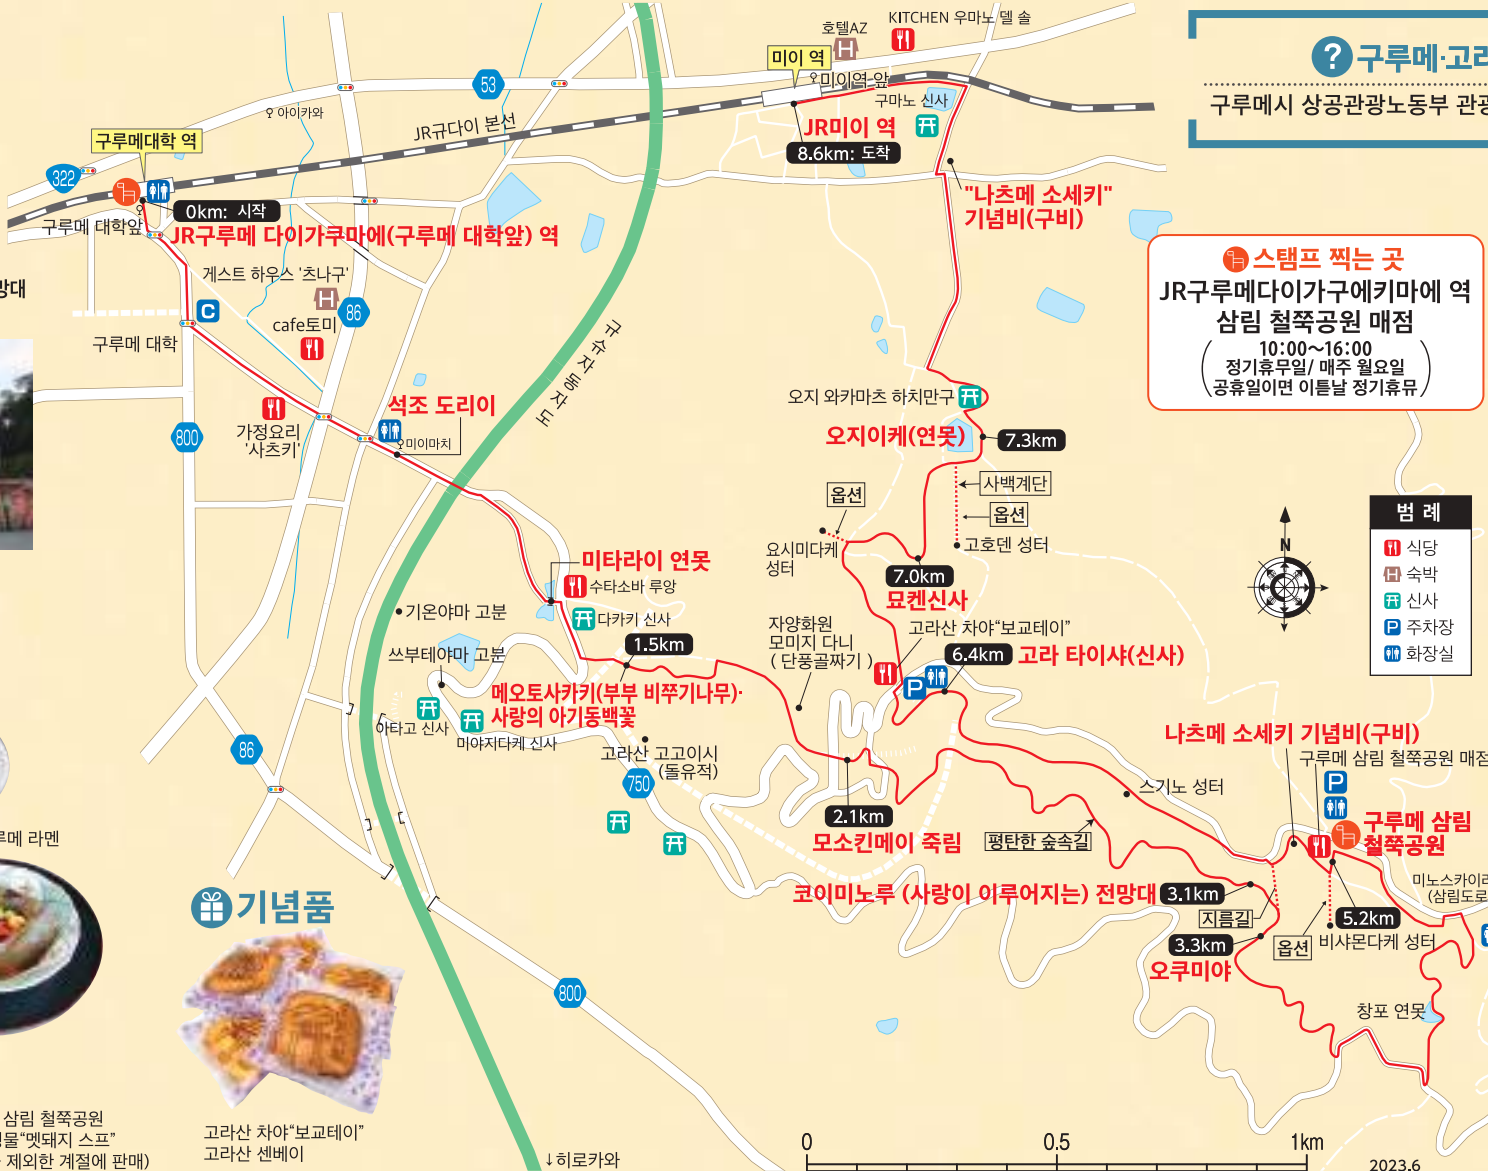 호텔AZ
KITCHEN 우마노 델 솔
미이 역
미이역 앞
구마노 신사
JR미이 역
8.6km: 도착
구루메·고라
구루메시 상공관광노동부 관광
53
아이카와
JR규다이 본선
구루메대학 역
322
0km: 시작
구루메 대학앞
JR구루메 다이가쿠마에(구루메 대학앞) 역
"나츠메 소세키"
기념비(구비)
스탬프 찍는 곳
JR구루메다이가구에키마에 역
삼림 철쭉공원 매점
10:00～16:00
정기휴무일/ 매주 월요일
공휴일이면 이튿날 정기휴뮤
망대
게스트 하우스 '츠나구'
C
86
cafe토미
구루메 대학
규슈자동차도
800
가정요리
'사츠키'
석조 도리이
미이마치
오지 와카마츠 하치만구
오지이케(연못)
7.3km
사백계단
옵션
옵션
요시미다케
성터
고호덴 성터
7.0km
묘켄신사
N
범 례
식당
숙박
신사
P 주차장
화장실
미타라이 연못
수타소바 루앙
기온야마 고분
다카키 신사
쓰부테야마 고분
1.5km
메오토사카키(부부 비쭈기나무)·
사랑의 아기동백꽃
아타고 신사
미야지다케 신사
고라산 고고이시
(돌유적)
750
86
자양화원
모미지 다니
( 단풍골짜기 )
고라산 차야“보교테이”
6.4km
고라 타이샤(신사)
P
2.1km
모소킨메이 죽림
평탄한 숲속길
스기노 성터
나츠메 소세키 기념비(구비)
구루메 삼림 철쭉공원 매점
P
구루메 삼림
철쭉공원
코이미노루 (사랑이 이루어지는) 전망대
3.1km
지름길
3.3km
오쿠미야
옵션
5.2km
비샤몬다케 성터
미노스카이라
(삼림도로
창포 연못
루메 라멘
기념품
800
삼림 철쭉공원
물“멧돼지 스프”
제외한 계절에 판매)
고라산 차야“보교테이”
고라산 센베이
↓히로카와
0
0.5
1km
2023.6